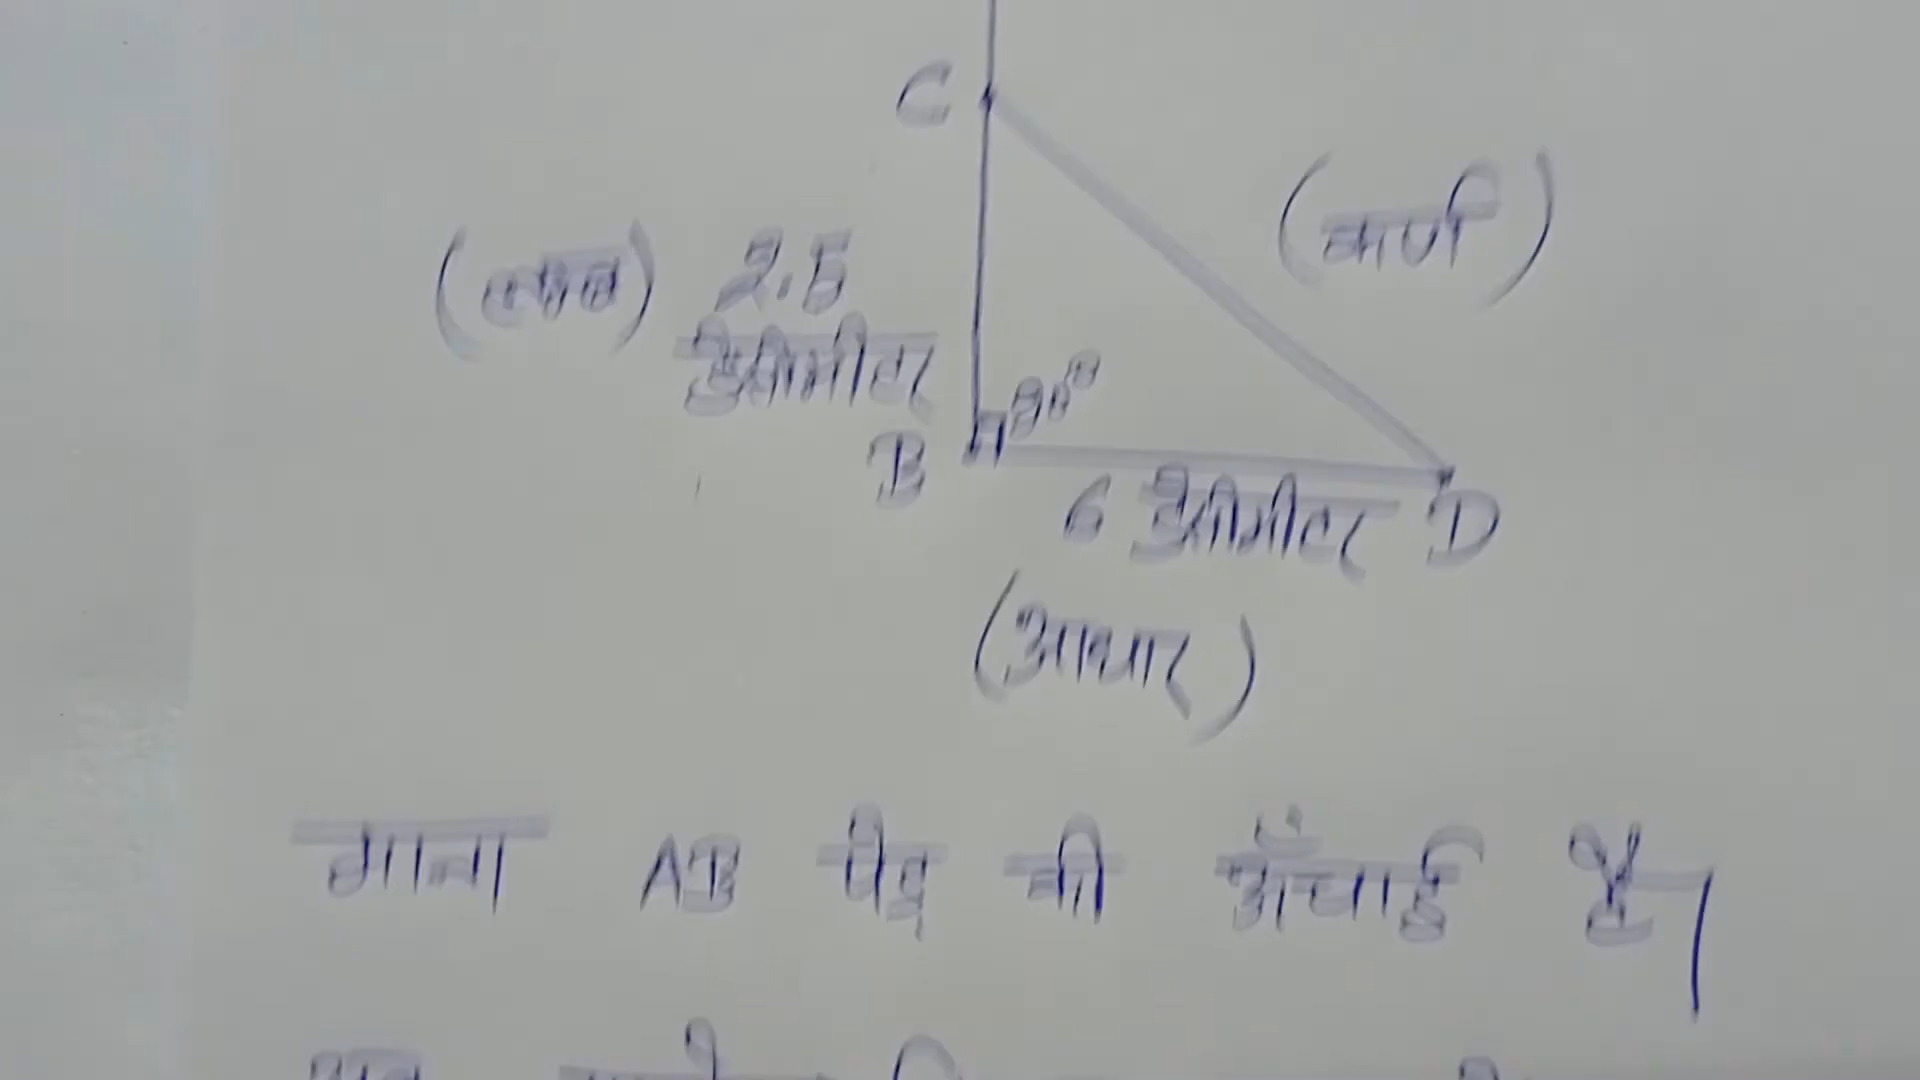 C
(कर्ण)
(लम्ब) 2.5
डेसीमीटर
90°
B
6 डेसीमीटर D
(आधार)
माना AB पेड़ की ऊँचाई है।